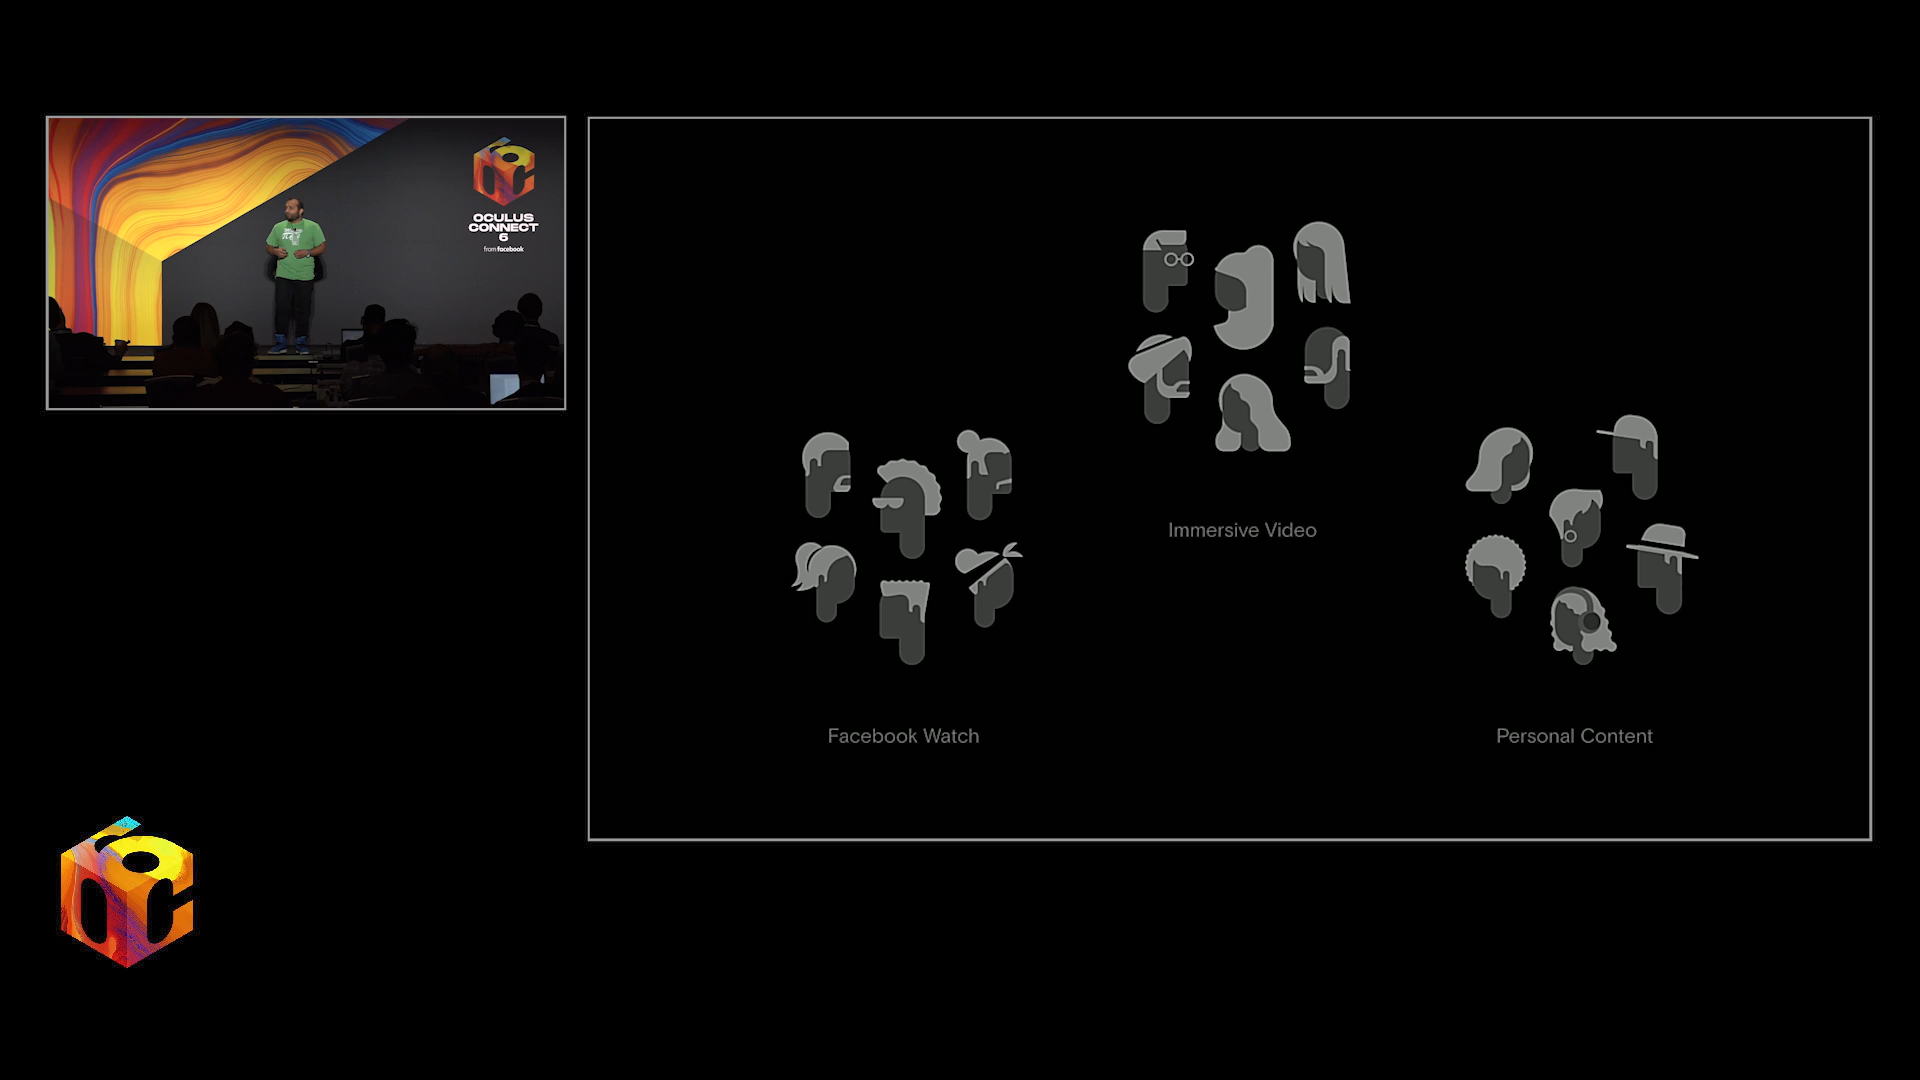 OCULUS
CONNECT
6
from facebook
Immersive Video
Facebook Watch
Personal Content